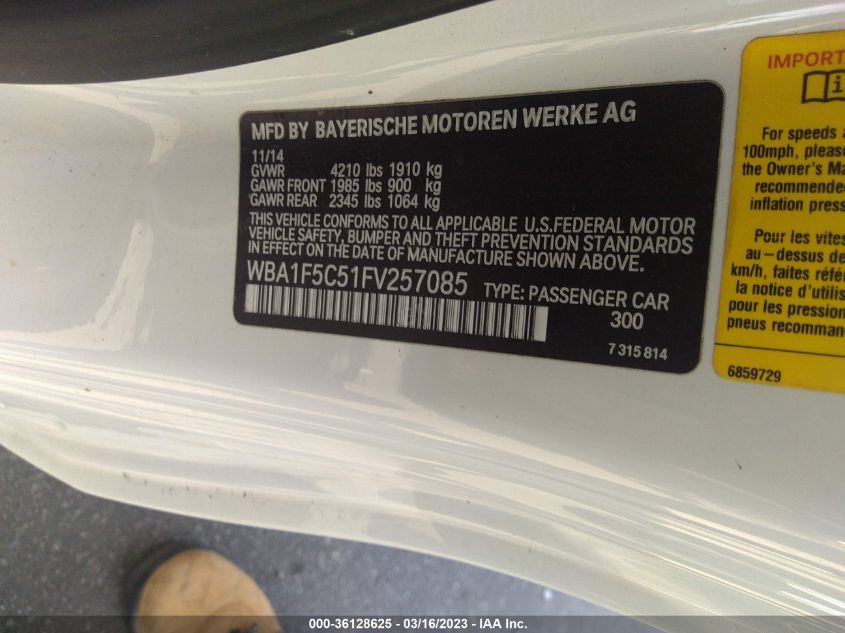 MFD BY BAYERISCHE MOTOREN WERKE AG
11/14
GVWR 4210 lbs 1910 kg
GAWR FRONT 1985 lbs 900 kg
GAWR REAR 2345 lbs 1064 kg
THIS VEHICLE CONFORMS TO ALL APPLICABLE U.S.FEDERAL MOTOR
VEHICLE SAFETY, BUMPER AND THEFT PREVENTION STANDARDS
IN EFFECT ON THE DATE OF MANUFACTURE SHOWN ABOVE.
WBA1F5C51FV257085 TYPE: PASSENGER CAR
300
7 315 814
IMPORT
i
For speeds a
100mph, please
the Owner's Ma
recommended
inflation press
Pour les vites
au – dessus de
km/h, faites réfé
la notice d'utilis
pour les pression
pneus recomman
6859729
000-36128625 - 03/16/2023 - IAA Inc.